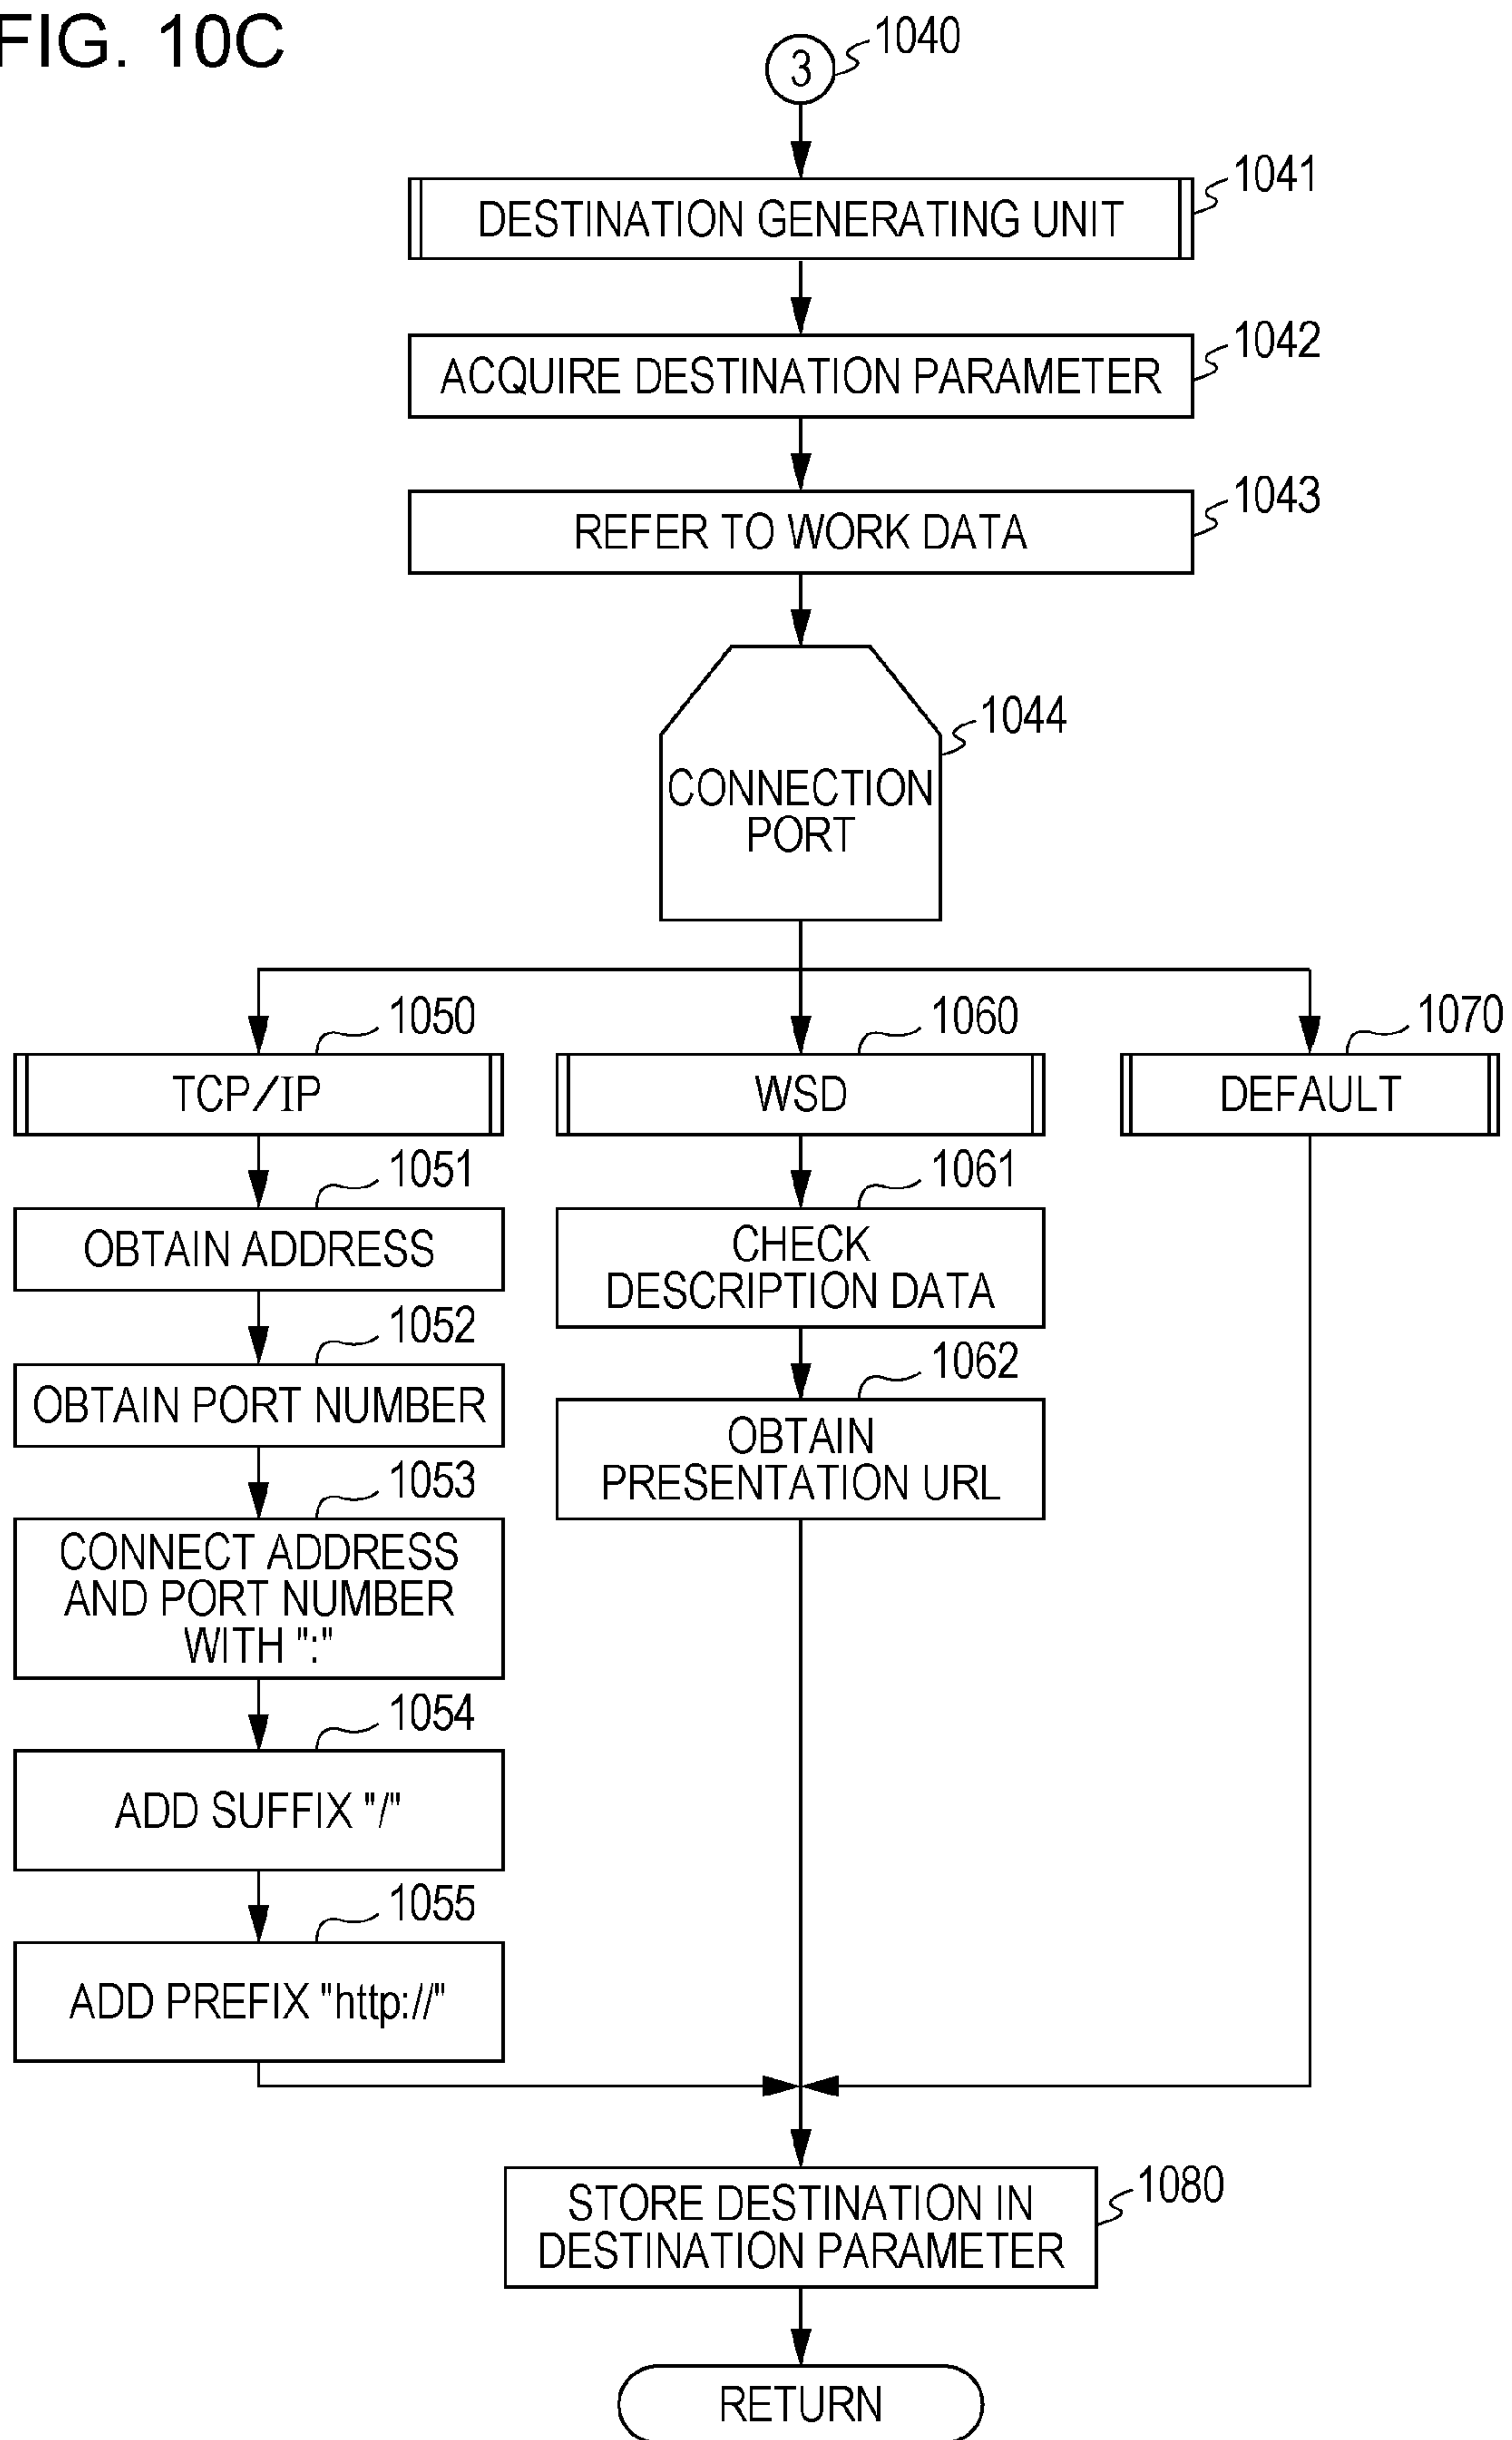 FIG. 10C
3
1040
DESTINATION GENERATING UNIT
1041
ACQUIRE DESTINATION PARAMETER
1042
REFER TO WORK DATA
1043
CONNECTION
PORT
1044
1050
TCP/IP
1051
OBTAIN ADDRESS
1052
OBTAIN PORT NUMBER
1053
CONNECT ADDRESS
AND PORT NUMBER
WITH ":"
1054
ADD SUFFIX "/"
1055
ADD PREFIX "http://"
1060
WSD
1061
CHECK
DESCRIPTION DATA
1062
OBTAIN
PRESENTATION URL
1070
DEFAULT
STORE DESTINATION IN
DESTINATION PARAMETER
1080
RETURN